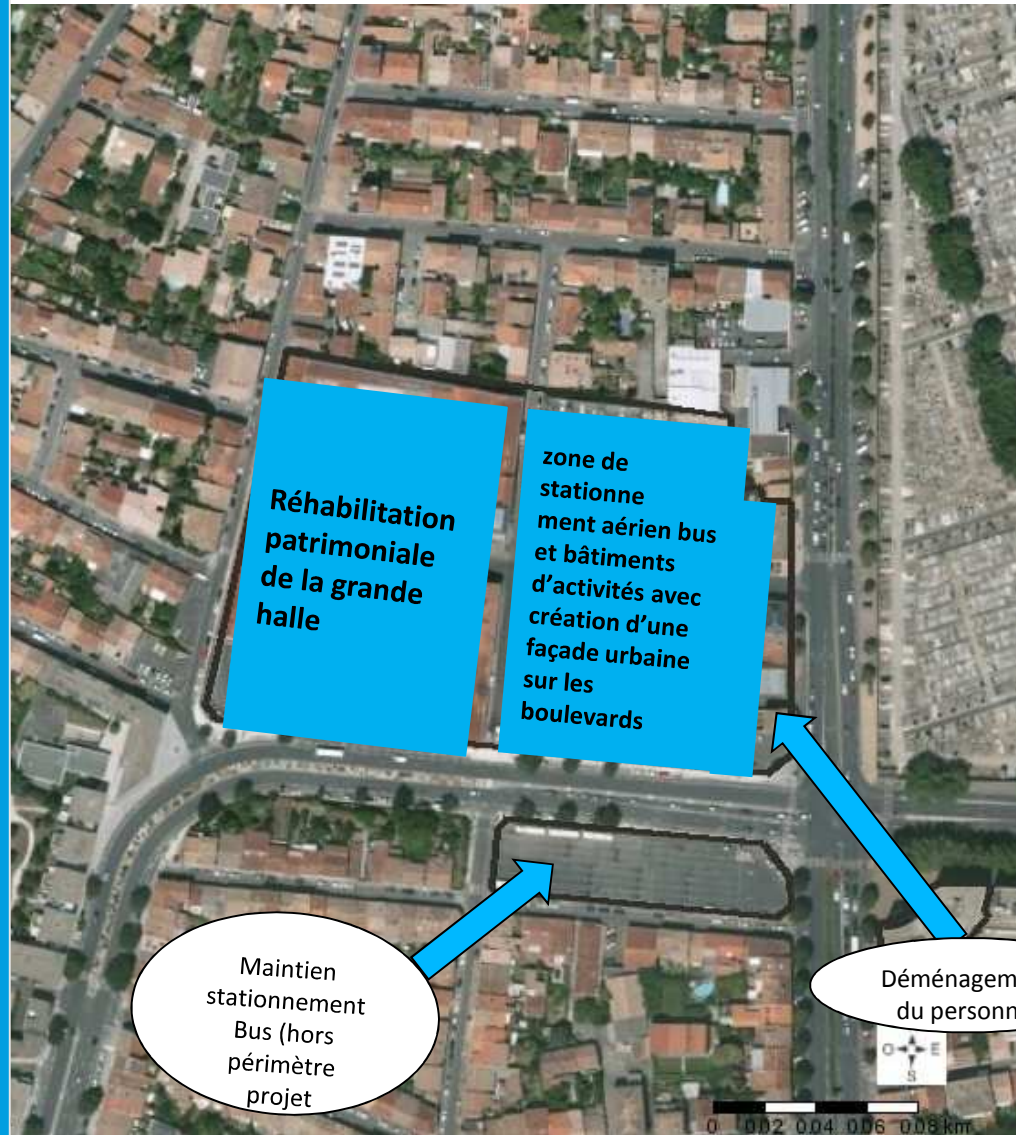 Réhabilitation
patrimoniale
de la grande
halle
zone de
stationne
ment aérien bus
et bâtiments
d’activités avec
création d’une
façade urbaine
sur les
boulevards
Maintien
stationnement
Bus (hors
périmètre
projet
Déménagem
du personn
O E
S
0 0.02 0.04 0.06 0.08 km